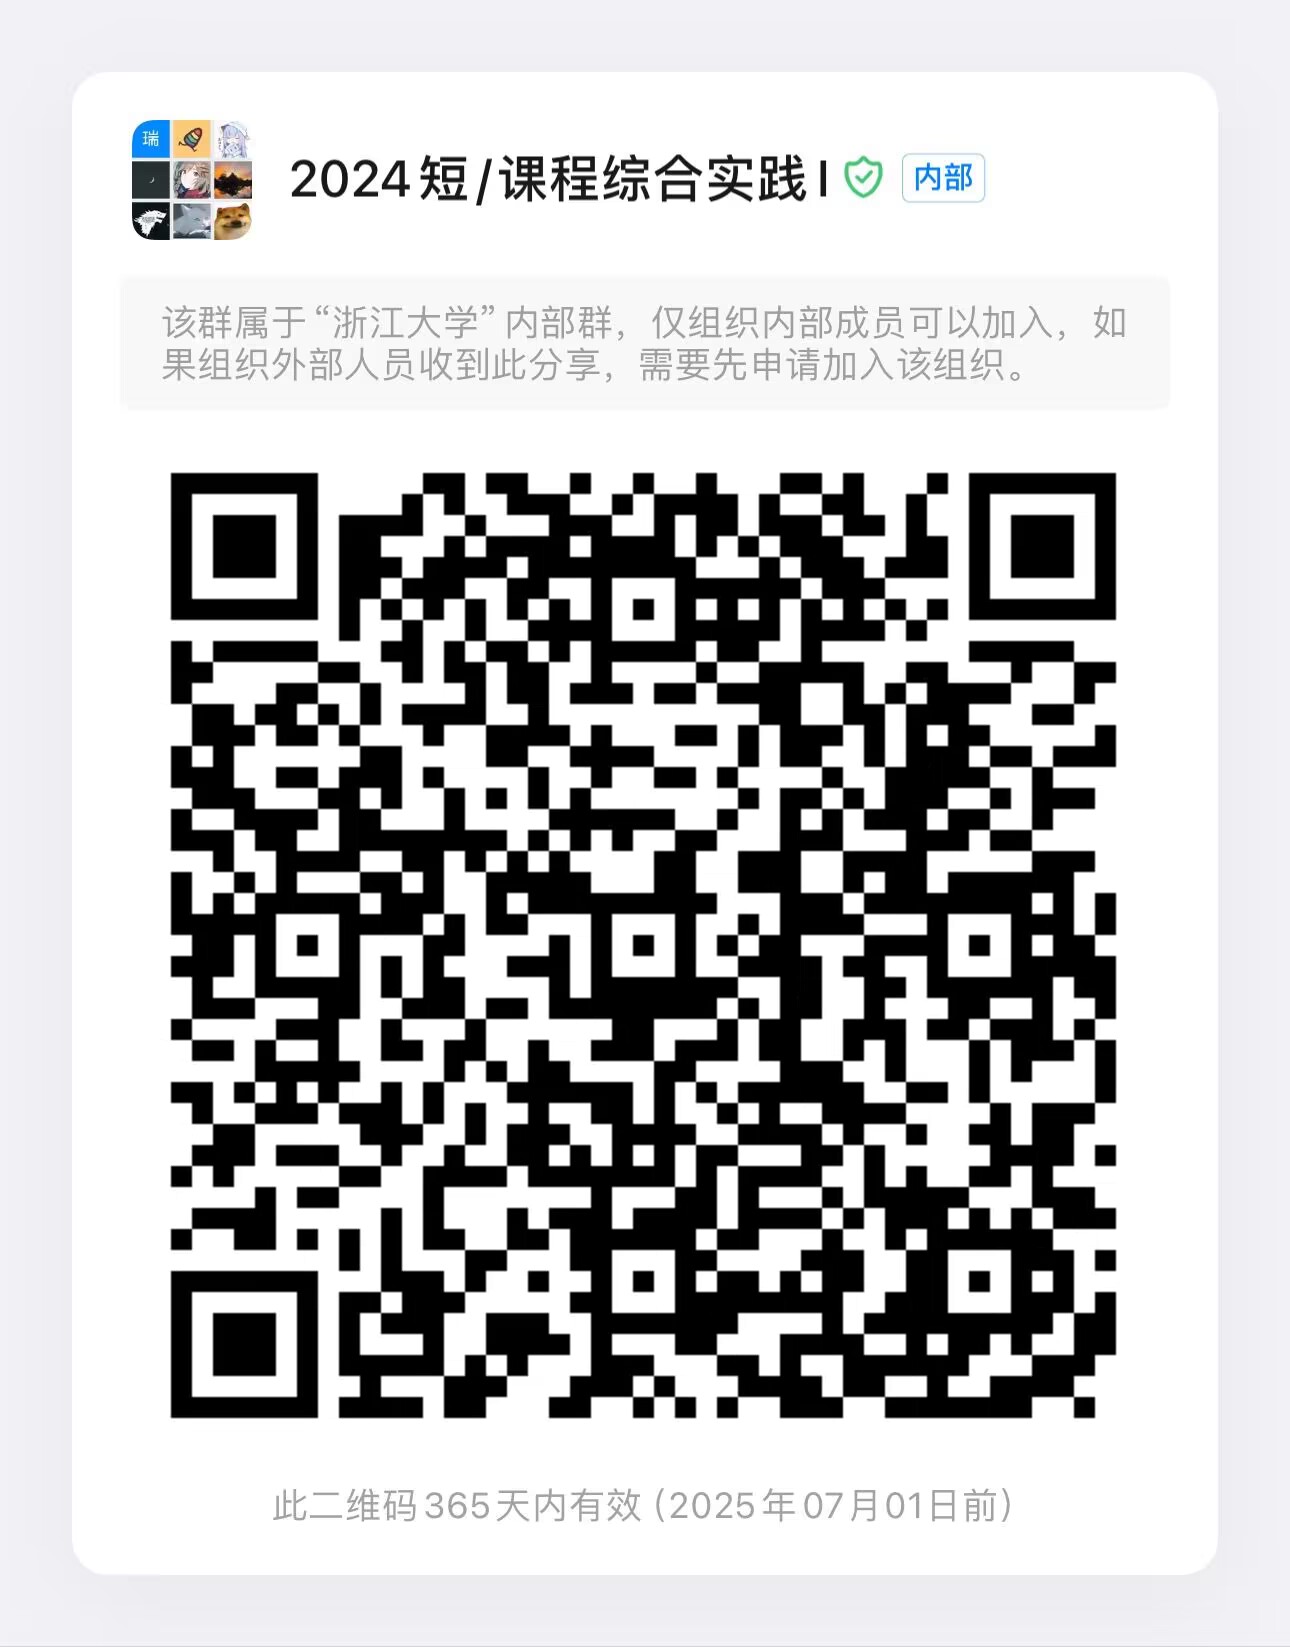 瑞
2024短/课程综合实践 I
内部
该群属于“浙江大学”内部群，仅组织内部成员可以加入，如
果组织外部人员收到此分享，需要先申请加入该组织。
此二维码365天内有效 (2025年07月01日前)